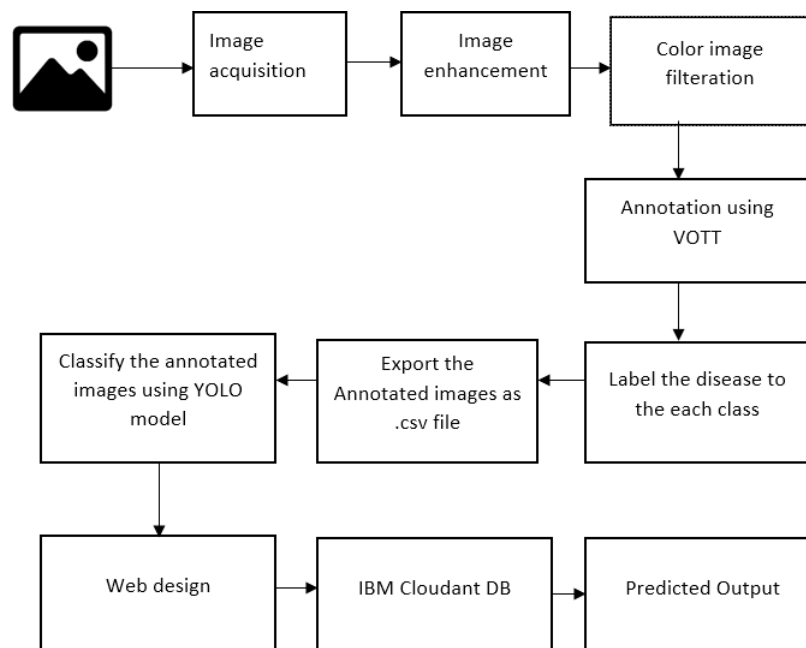 Image
acquisition
Image
enhancement
Color image
filteration
Annotation using
VOTT
Label the disease to
the each class
Export the
Annotated images as
.csv file
Classify the annotated
images using YOLO
model
Web design
IBM Cloudant DB
Predicted Output